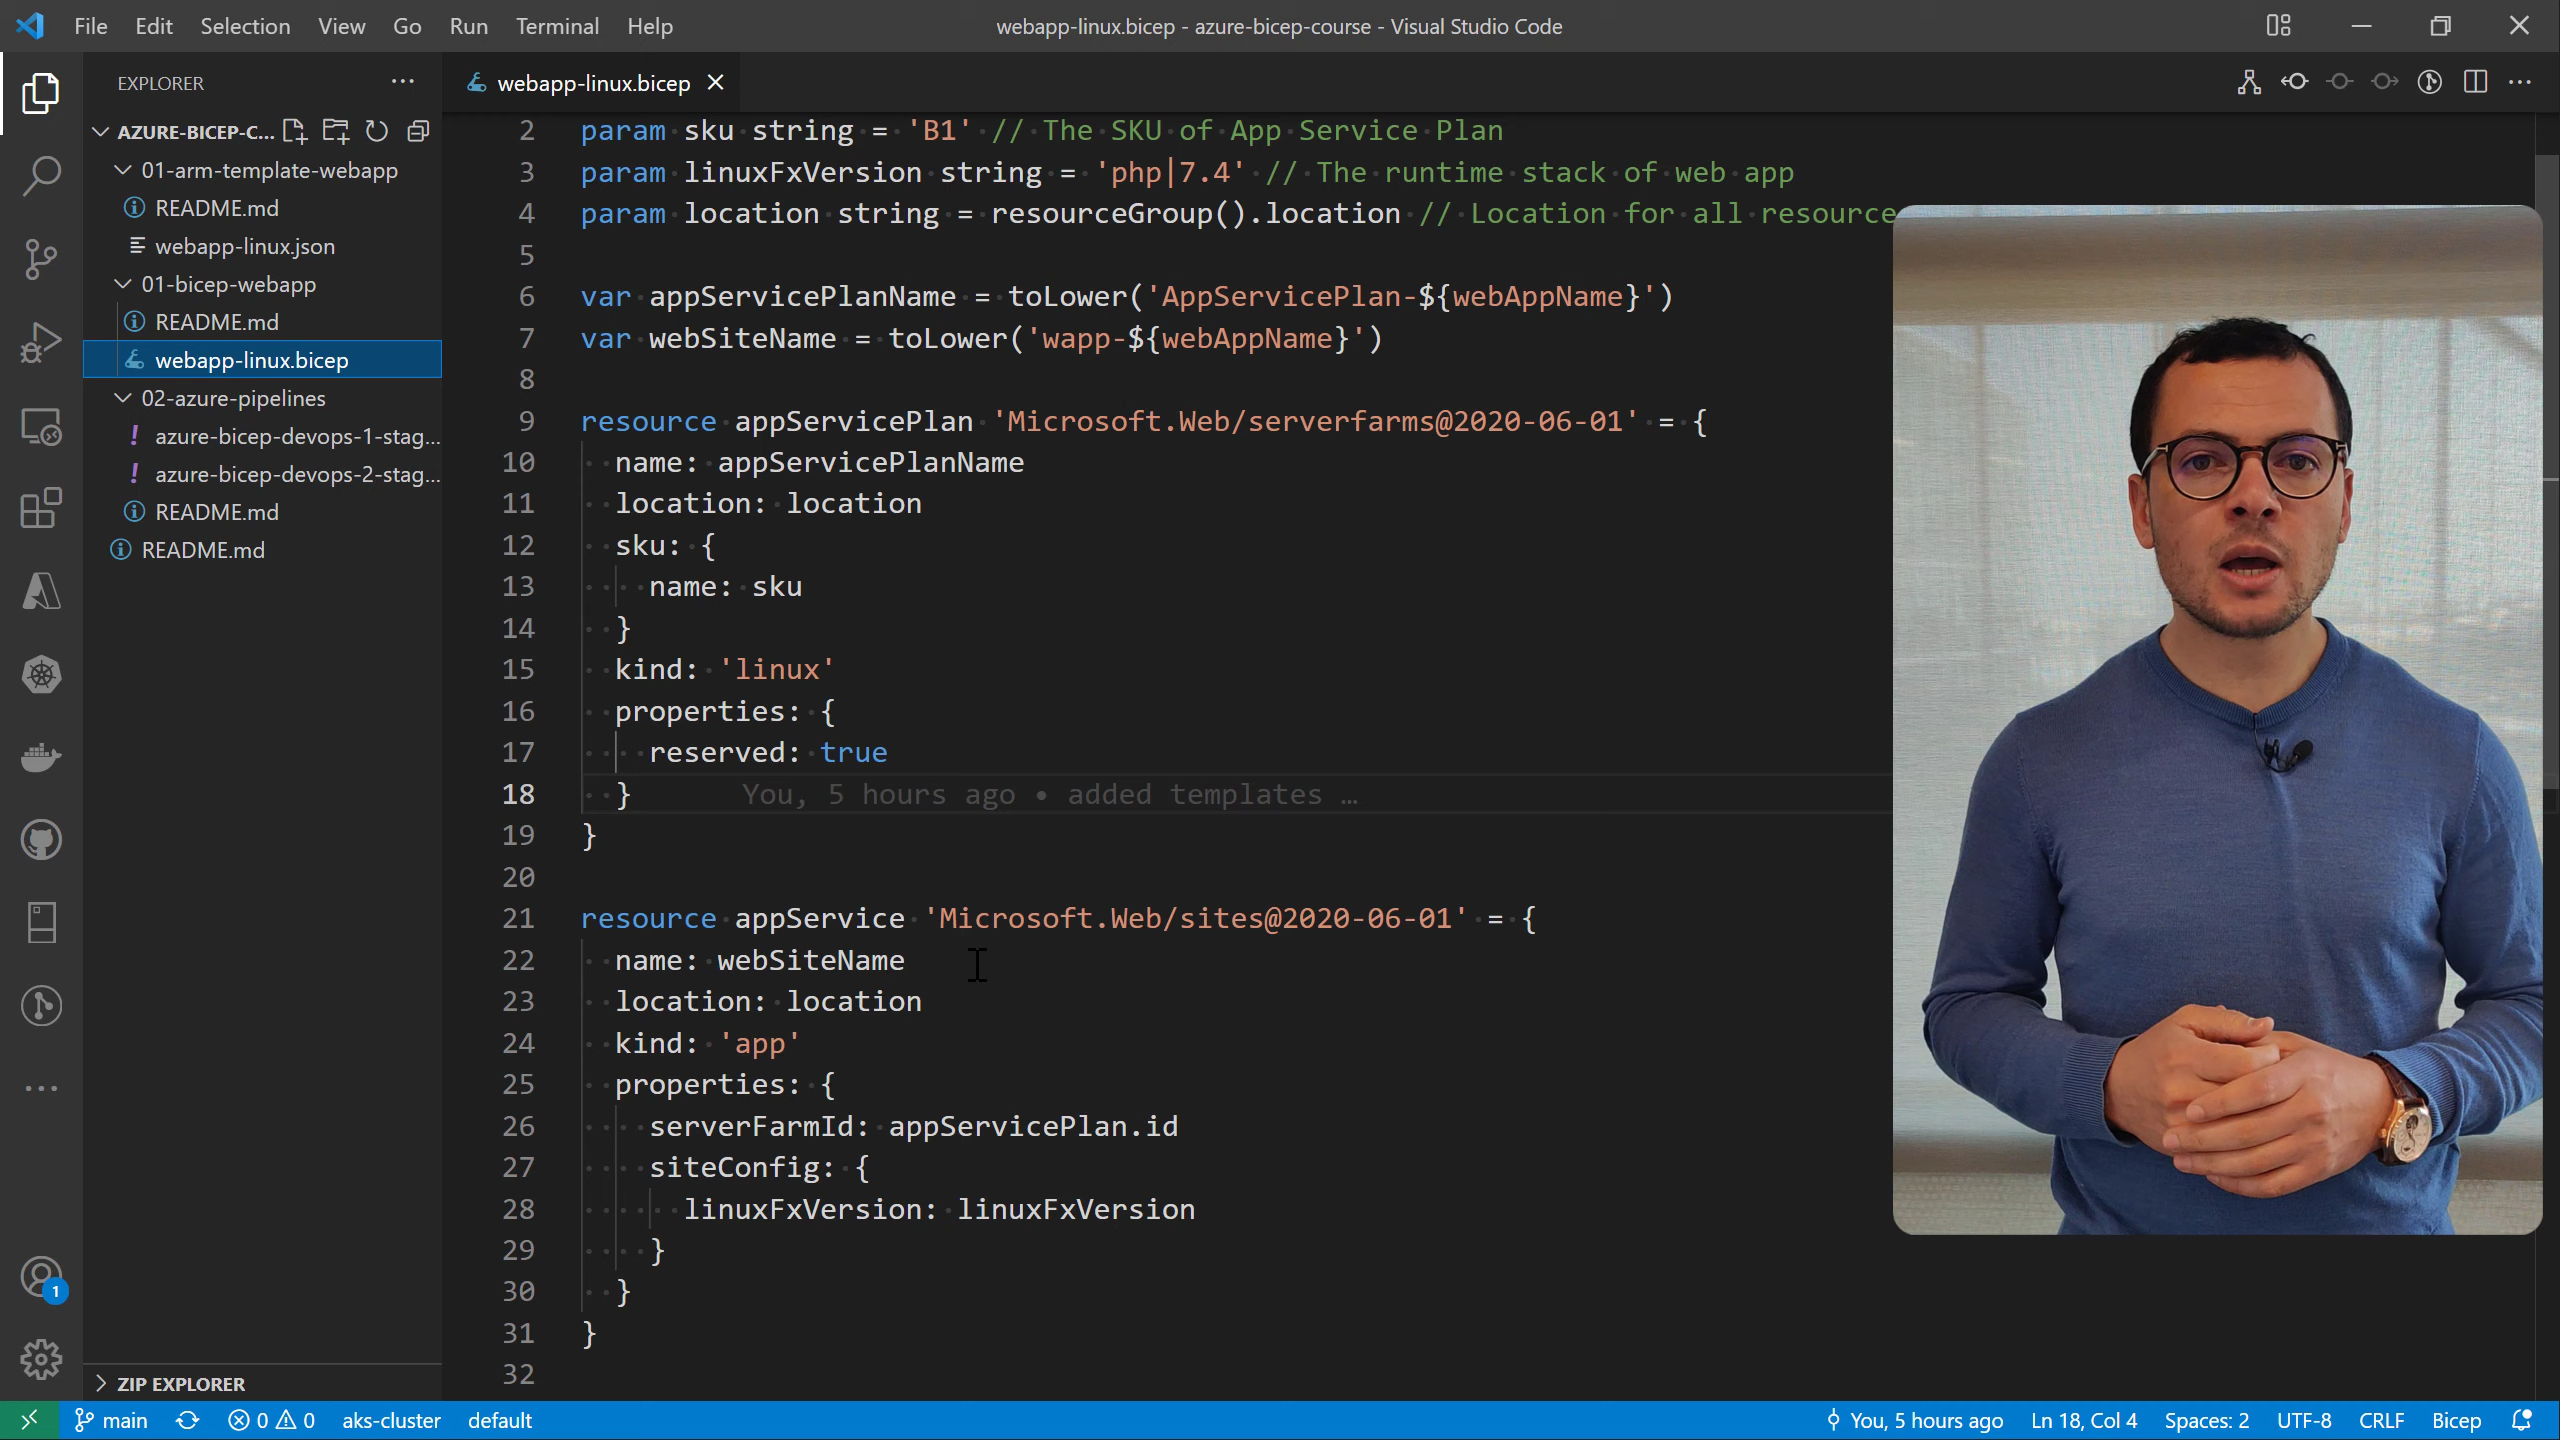 File Edit Selection View Go Run Terminal Help
webapp-linux.bicep - azure-bicep-course - Visual Studio Code
EXPLORER
AZURE-BICEP-C...
01-arm-template-webapp
README.md
webapp-linux.json
01-bicep-webapp
README.md
webapp-linux.bicep
02-azure-pipelines
azure-bicep-devops-1-stag...
azure-bicep-devops-2-stag...
README.md
README.md
ZIP EXPLORER
1
webapp-linux.bicep
2 param sku string = 'B1' // The SKU of App Service Plan
3 param linuxFxVersion string = 'php|7.4' // The runtime stack of web app
4 param location string = resourceGroup().location // Location for all resource
5
6 var appServicePlanName = toLower('AppServicePlan-${webAppName}')
7 var webSiteName = toLower('wapp-${webAppName}')
8
9 resource appServicePlan 'Microsoft.Web/serverfarms@2020-06-01' = {
10 name: appServicePlanName
11 location: location
12 sku: {
13 name: sku
14 }
15 kind: 'linux'
16 properties: {
17 reserved: true
18 } You, 5 hours ago • added templates …
19 }
20
21 resource appService 'Microsoft.Web/sites@2020-06-01' = {
22 name: webSiteName
23 location: location
24 kind: 'app'
25 properties: {
26 serverFarmId: appServicePlan.id
27 siteConfig: {
28 linuxFxVersion: linuxFxVersion
29 }
30 }
31 }
32
main 0 0 aks-cluster default
You, 5 hours ago Ln 18, Col 4 Spaces: 2 UTF-8 CRLF Bicep